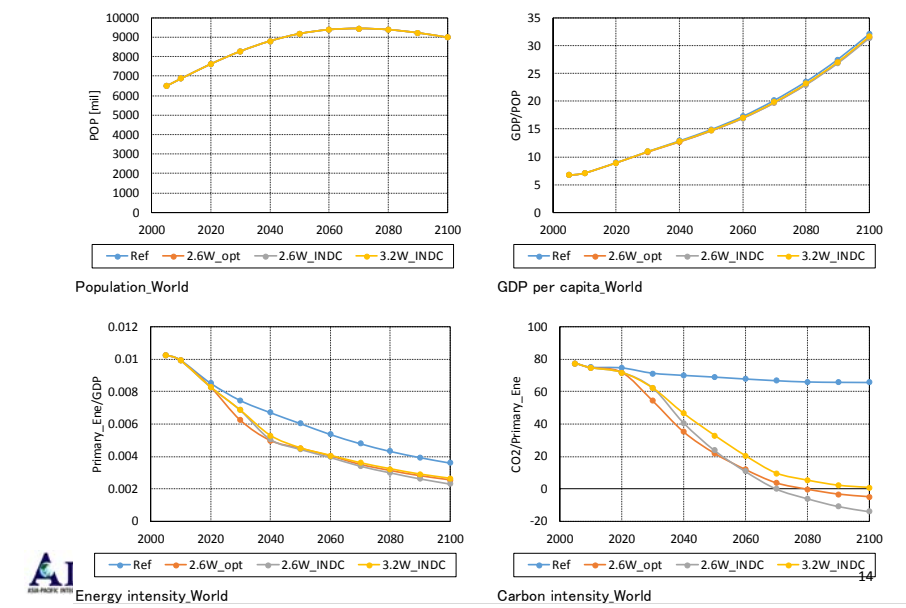 10000
9000
8000
7000
6000
5000
4000
3000
2000
1000
0
POP [mil]
2000 2020 2040 2060 2080 2100
Ref 2.6W_opt 2.6W_INDC 3.2W_INDC
Population_World
35
30
25
20
15
10
5
0
GDP/POP
2000 2020 2040 2060 2080 2100
Ref 2.6W_opt 2.6W_INDC 3.2W_INDC
GDP per capita_World
0.012
0.01
0.008
0.006
0.004
0.002
0
Primary_Ene/GDP
2000 2020 2040 2060 2080 2100
Ref 2.6W_opt 2.6W_INDC 3.2W_INDC
Energy intensity_World
100
80
60
40
20
0
-20
CO2/Primary_Ene
2000 2020 2040 2060 2080 2100
Ref 2.6W_opt 2.6W_INDC 3.2W_INDC
14
Carbon intensity_World
AI
ASIA-PACIFIC INTE